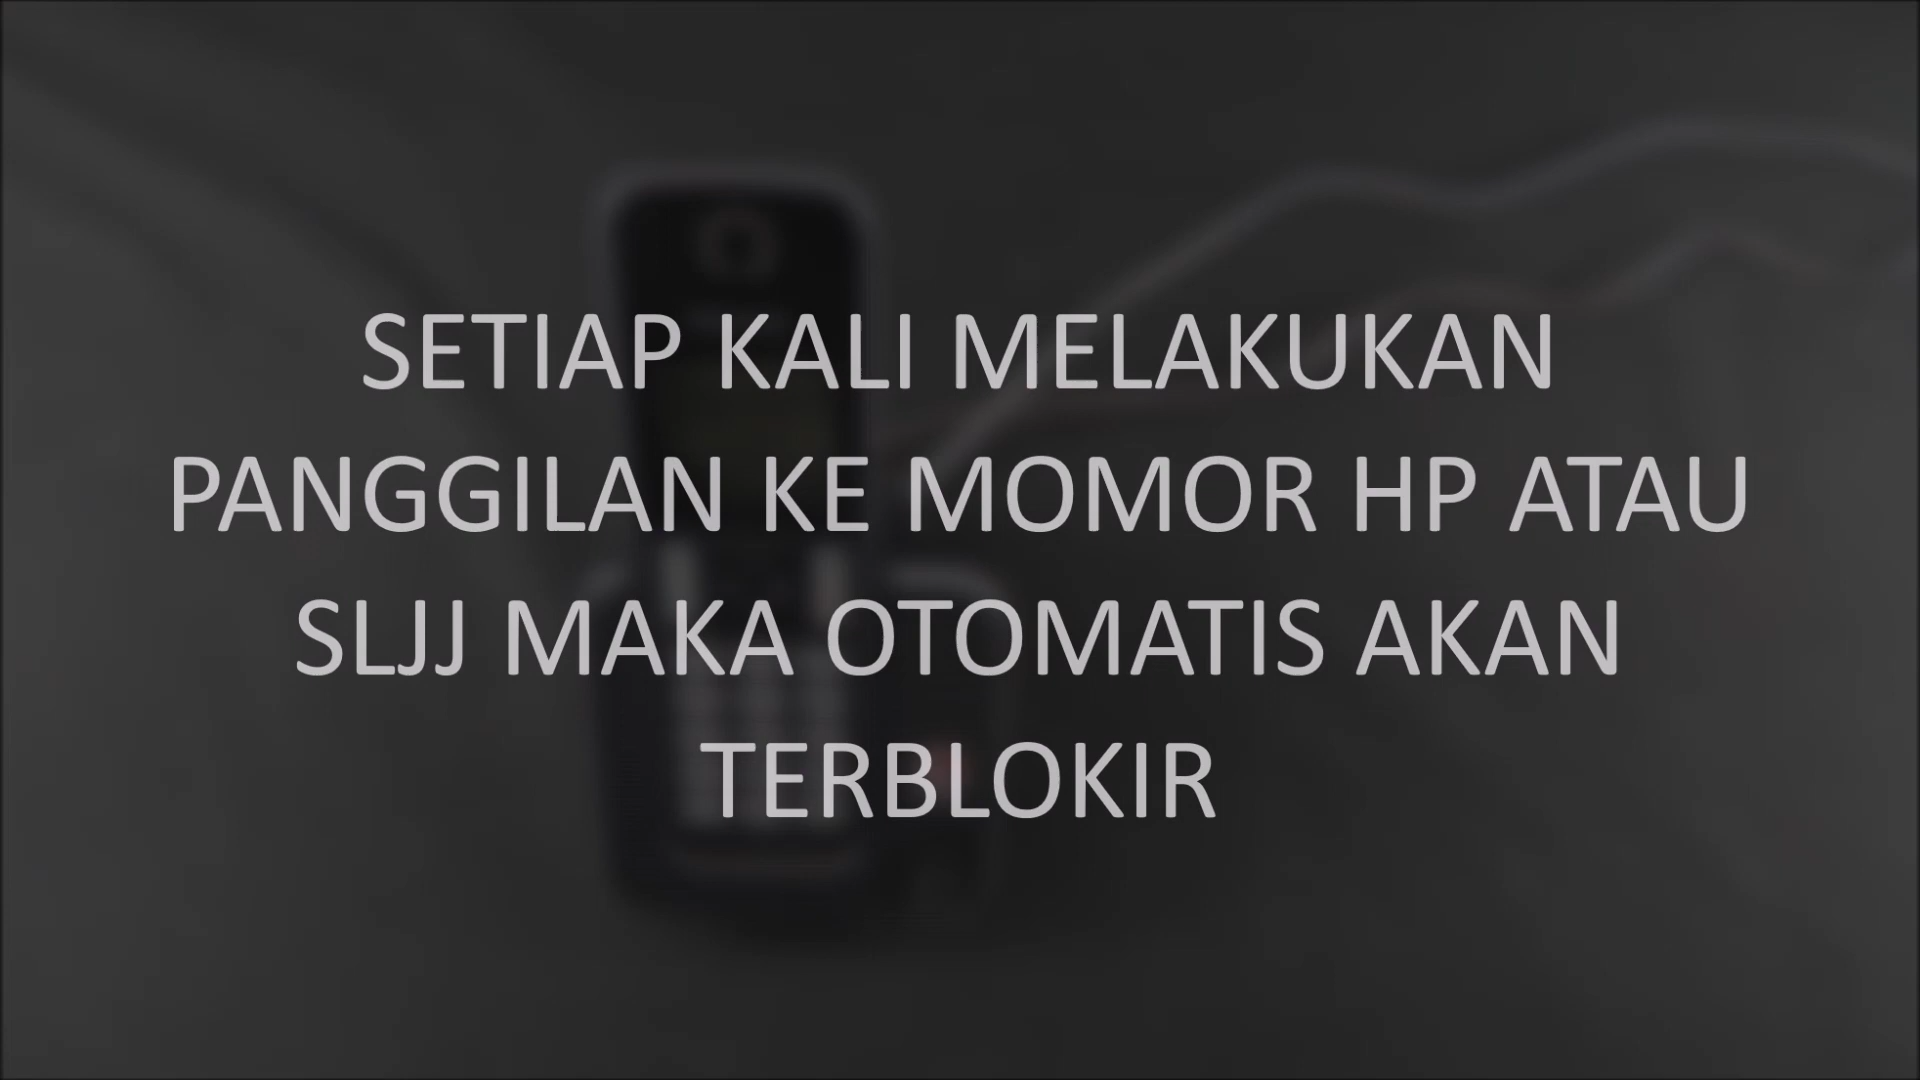 SETIAP KALI MELAKUKAN
PANGGILAN KE MOMOR HP ATAU
SLJJ MAKA OTOMATIS AKAN
TERBLOKIR